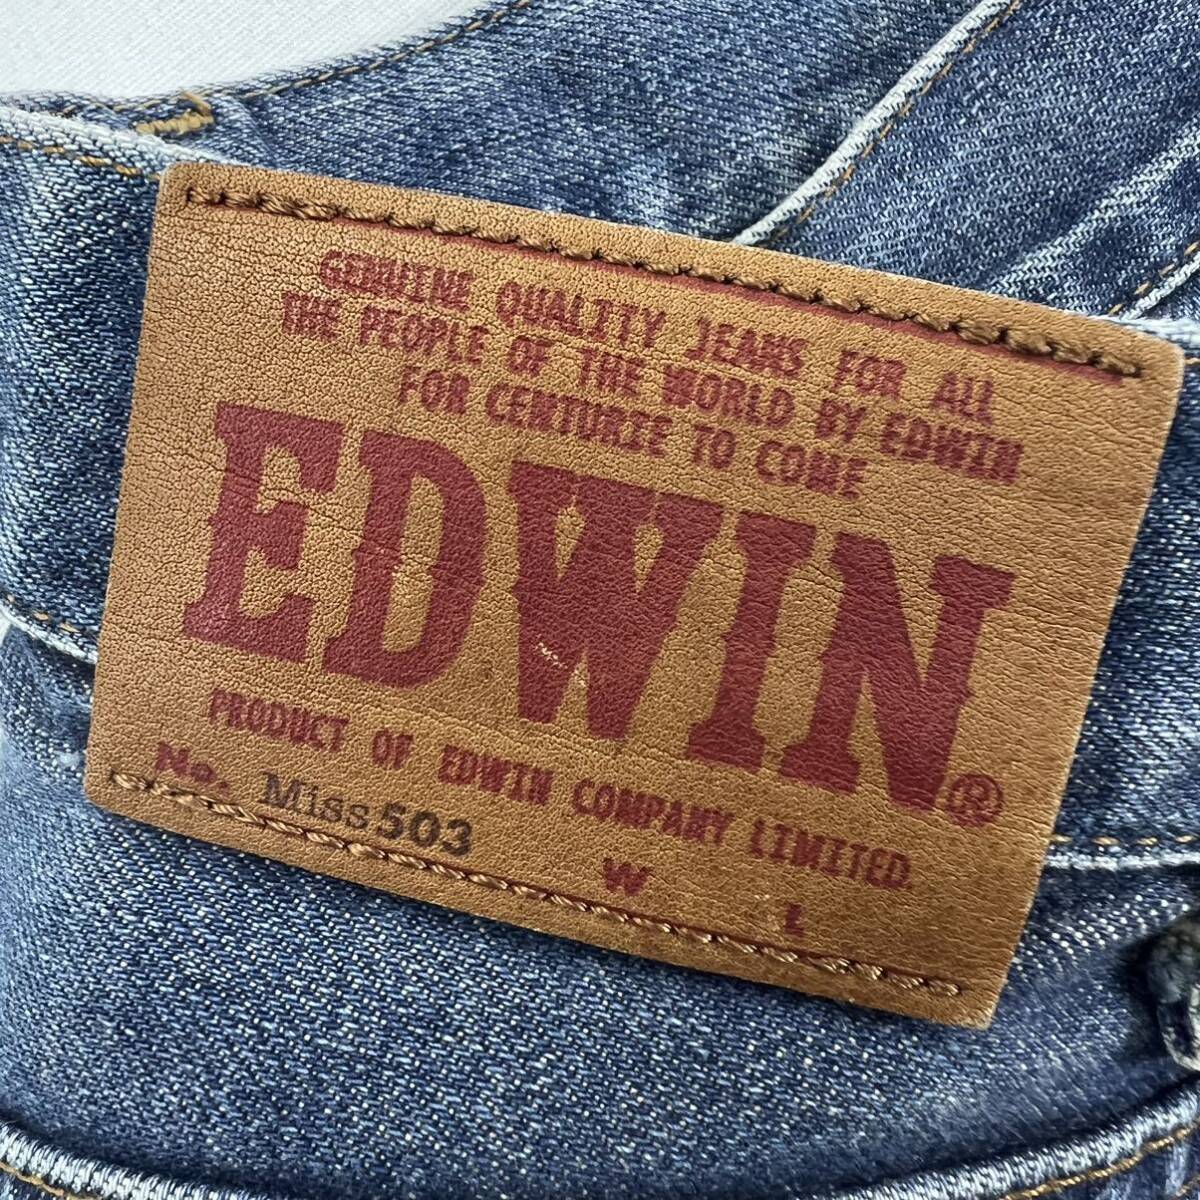 GENUINE QUALITY JEANS FOR ALL
THE PEOPLE OF THE WORLD BY EDWIN
FOR CENTURIE TO COME
EDWIN®
PRODUCT OF EDWIN COMPANY LIMITED.
No. Miss 503
W L